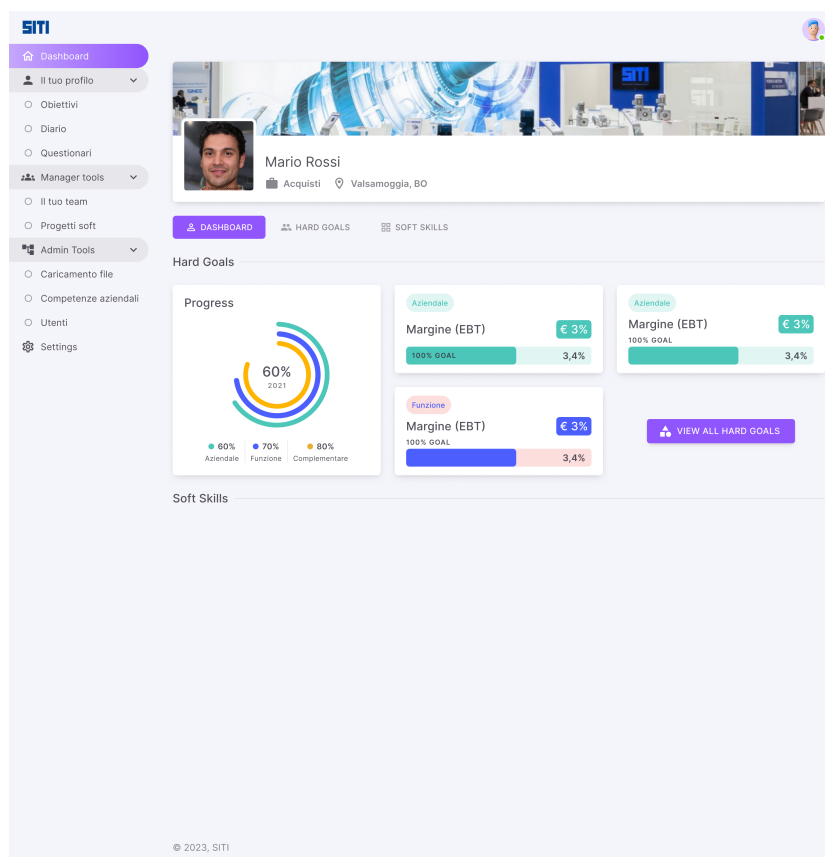 SITI
Dashboard
Il tuo profilo
Obiettivi
Diario
Questionari
Manager tools
Il tuo team
Progetti soft
Admin Tools
Caricamento file
Competenze aziendali
Utenti
Settings
SITI
Mario Rossi
Acquisti Valsamoggia, BO
DASHBOARD HARD GOALS SOFT SKILLS
Hard Goals
Progress
60%
2021
60% 70% 80%
Aziendale Funzione Complementare
Aziendale
Margine (EBT) € 3%
100% GOAL 3,4%
Aziendale
Margine (EBT) € 3%
100% GOAL
3,4%
Funzione
Margine (EBT) € 3%
100% GOAL
3,4%
VIEW ALL HARD GOALS
Soft Skills
© 2023, SITI